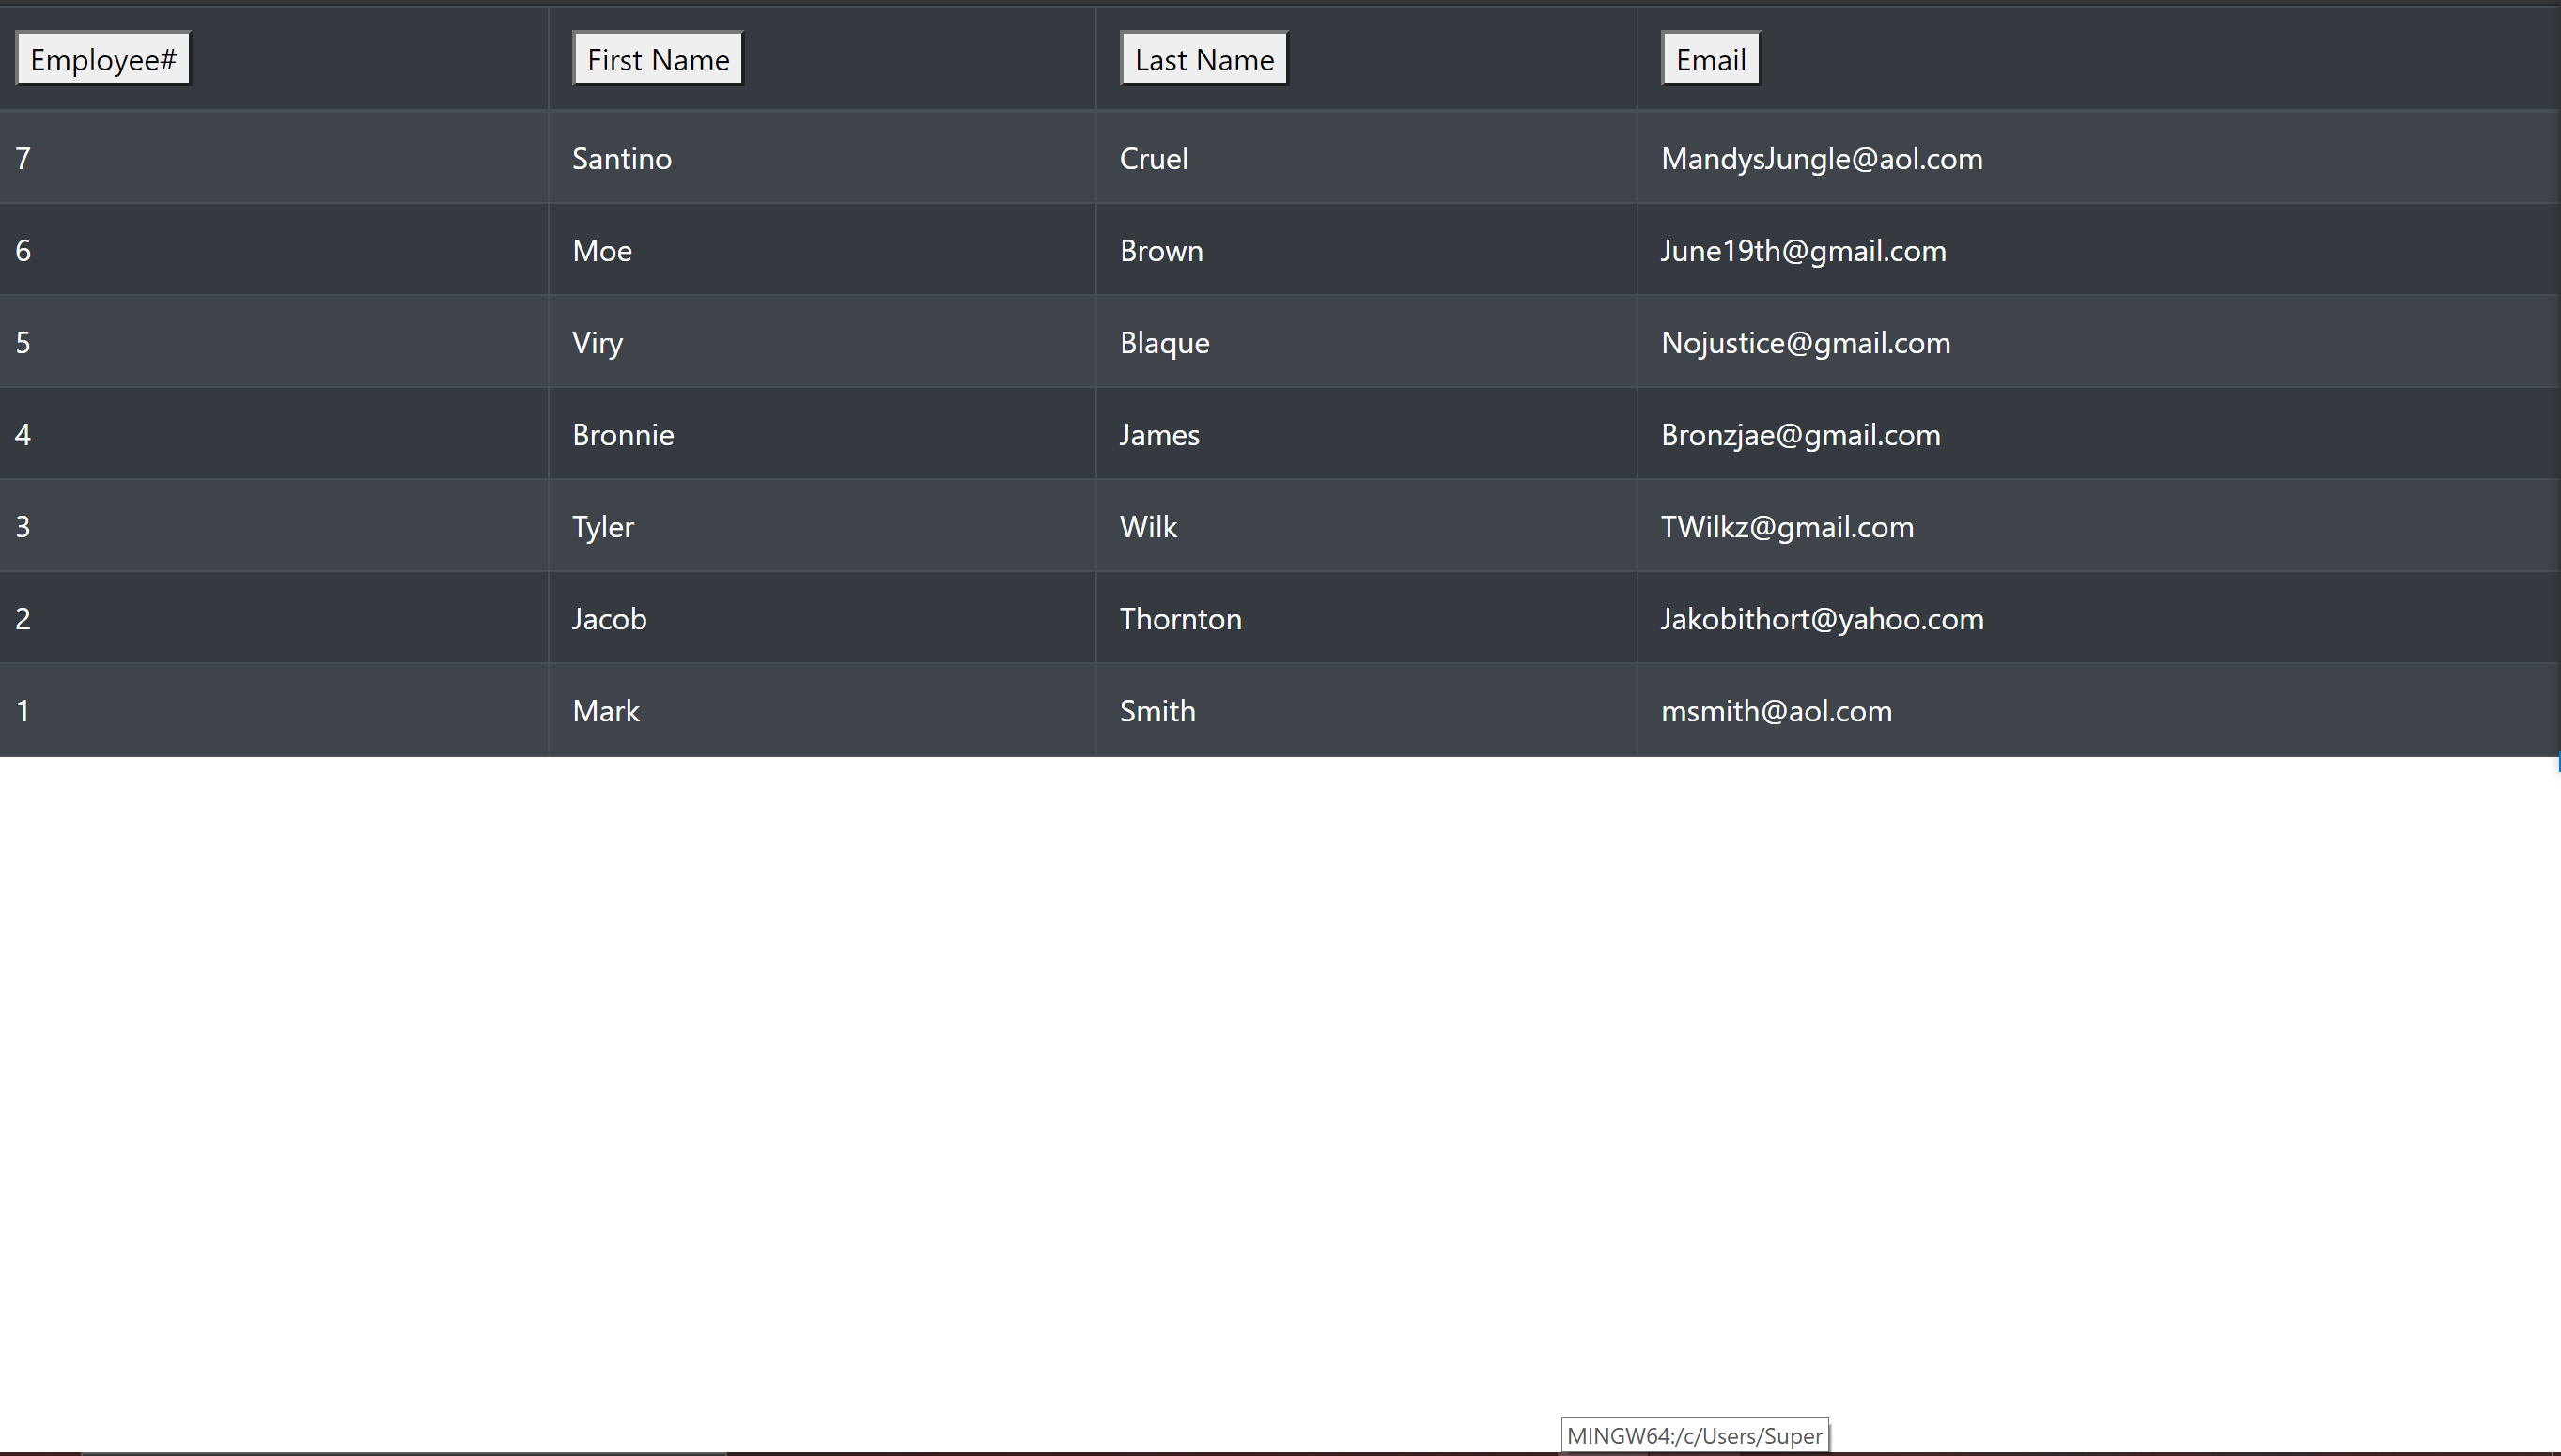 Employee# First Name Last Name Email
7 Santino Cruel MandysJungle@aol.com
6 Moe Brown June19th@gmail.com
5 Viry Blaque Nojustice@gmail.com
4 Bronnie James Bronzjae@gmail.com
3 Tyler Wilk TWilkz@gmail.com
2 Jacob Thornton Jakobithort@yahoo.com
1 Mark Smith msmith@aol.com
MINGW64:/c/Users/Super